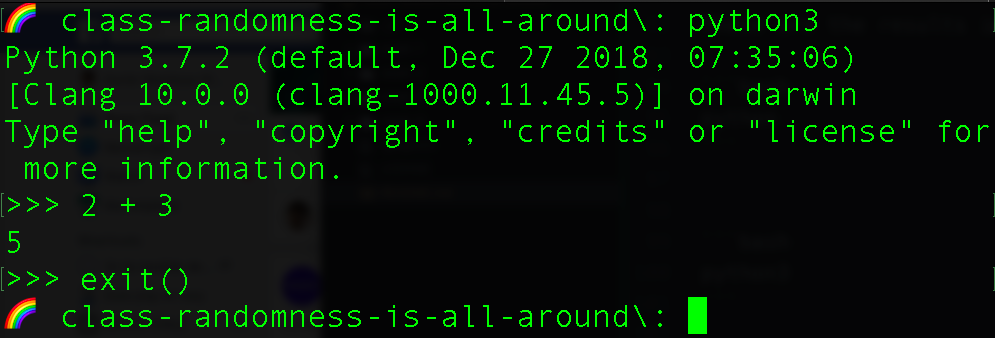 🌈 class-randomness-is-all-around\: python3
Python 3.7.2 (default, Dec 27 2018, 07:35:06)
[Clang 10.0.0 (clang-1000.11.45.5)] on darwin
Type "help", "copyright", "credits" or "license" for
 more information.
>>> 2 + 3
5
>>> exit()
🌈 class-randomness-is-all-around\: